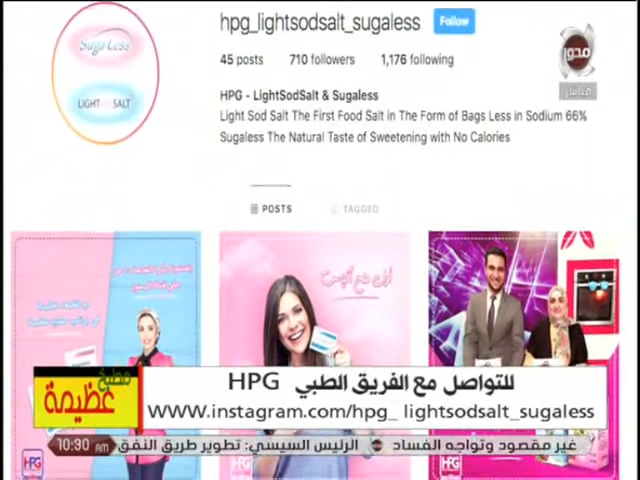 hpg_lightsodsalt_sugaless
Follow
45 posts 710 followers 1,176 following
محور
مباشر
Suga Less
LIGHT SALT
HPG - LightSodSalt & Sugaless
Light Sod Salt The First Food Salt in The Form of Bags Less in Sodium 66%
Sugaless The Natural Taste of Sweetening with No Calories
POSTS TAGGED
مطبخ
عظيمة
للتواصل مع الفريق الطبي HPG
WWW.instagram.com/hpg_ lightsodsalt_sugaless
10:30 AM
غير مقصود وتواجه الفساد الرئيس السيسي: تطوير طريق النفق
HPG
HPG